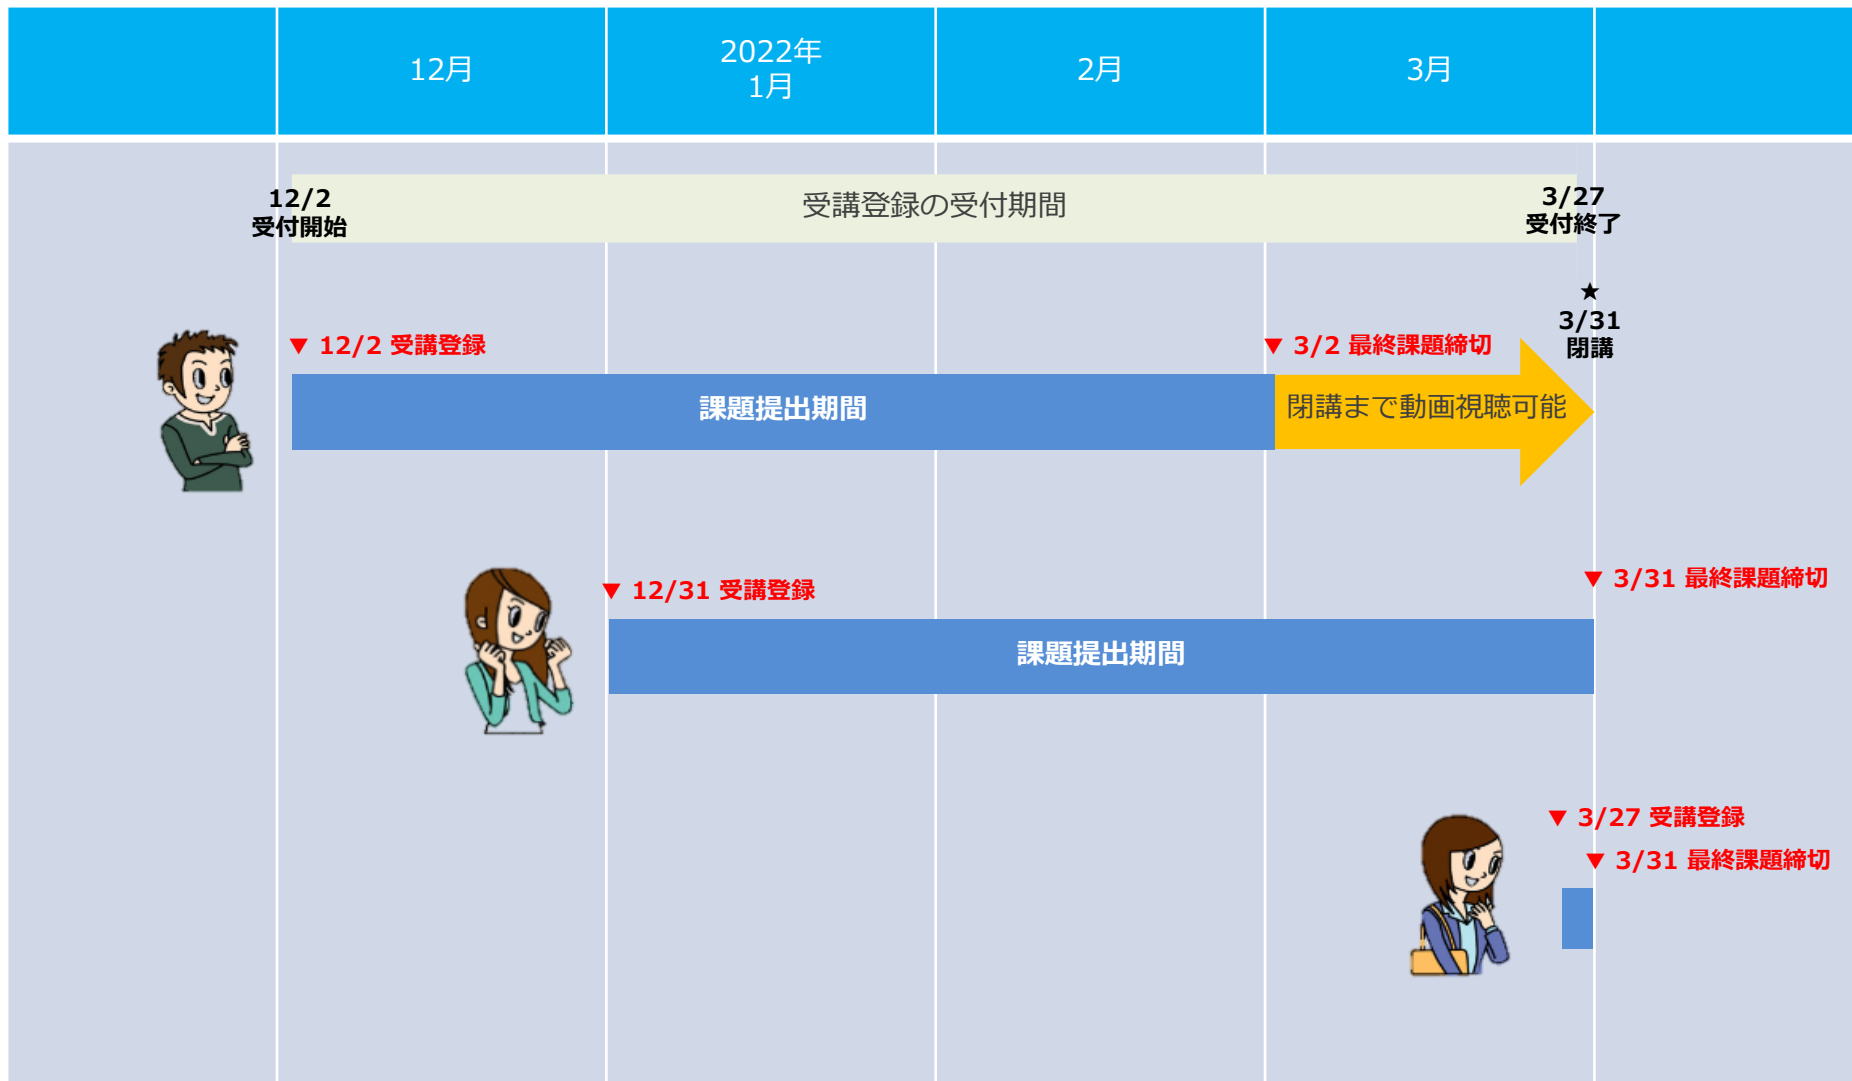 12月
2022年
1月
2月
3月
12/2
受付開始
受講登録の受付期間
3/27
受付終了
★
3/31
閉講
▼ 12/2 受講登録
▼ 3/2 最終課題締切
課題提出期間
閉講まで動画視聴可能
▼ 12/31 受講登録
▼ 3/31 最終課題締切
課題提出期間
▼ 3/27 受講登録
▼ 3/31 最終課題締切